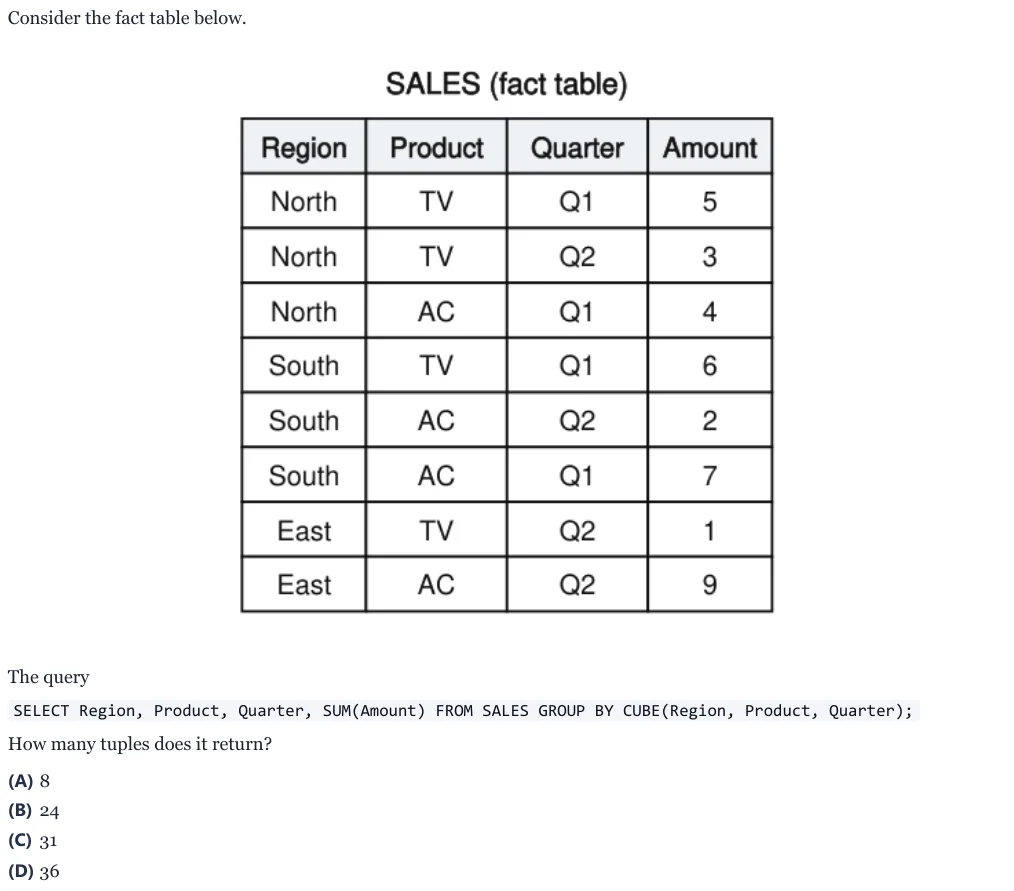 Consider the fact table below.
SALES (fact table)
Region Product Quarter Amount
North TV Q1 5
North TV Q2 3
North AC Q1 4
South TV Q1 6
South AC Q2 2
South AC Q1 7
East TV Q2 1
East AC Q2 9
The query
SELECT Region, Product, Quarter, SUM(Amount) FROM SALES GROUP BY CUBE(Region, Product, Quarter);
How many tuples does it return?
(A) 8
(B) 24
(C) 31
(D) 36